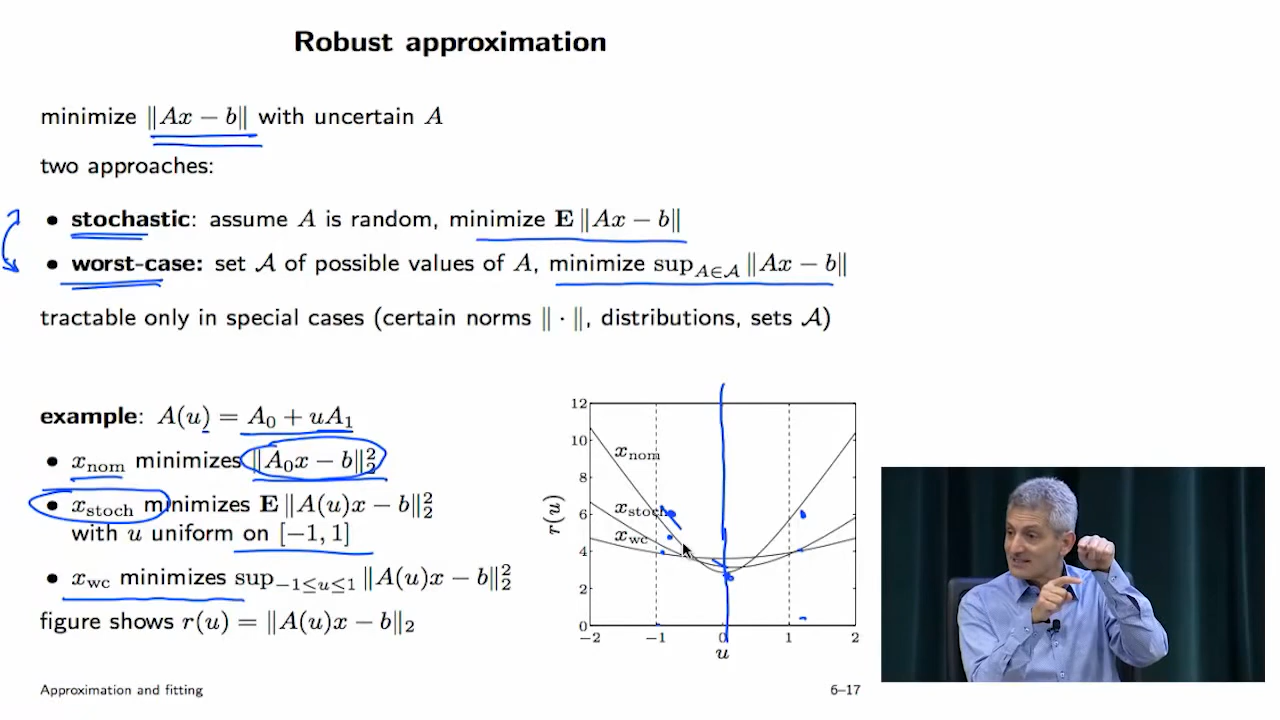 Robust approximation
minimize ‖Ax − b‖ with uncertain A
two approaches:
• stochastic: assume A is random, minimize E ‖Ax − b‖
• worst-case: set 𝒜 of possible values of A, minimize sup_{A∈𝒜} ‖Ax − b‖
tractable only in special cases (certain norms ‖ · ‖, distributions, sets 𝒜)
example: A(u) = A₀ + uA₁
• x_nom minimizes ‖A₀x − b‖₂²
• x_stoch minimizes E ‖A(u)x − b‖₂²
with u uniform on [−1, 1]
• x_wc minimizes sup_{−1≤u≤1} ‖A(u)x − b‖₂²
figure shows r(u) = ‖A(u)x − b‖₂
12
10
8
6
4
2
0
r(u)
x_nom
x_stoch
x_wc
−2 −1 0 1 2
u
Approximation and fitting
6–17